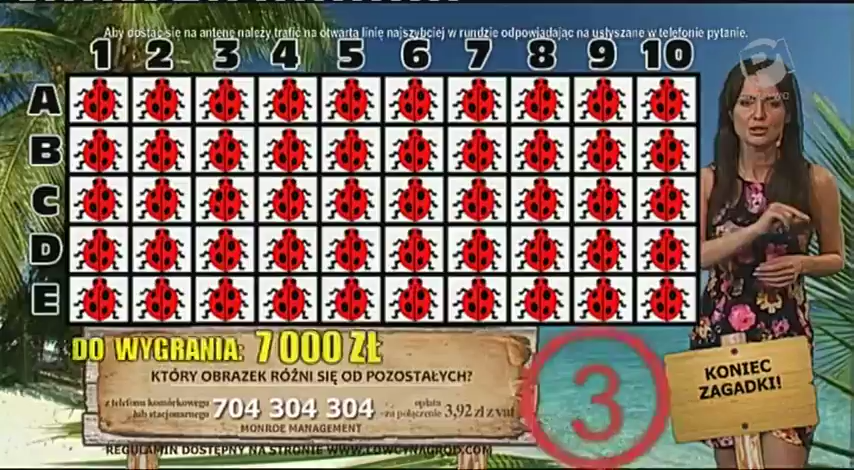 Aby dostać się na antenę należy trafić na otwartą linię najszybciej w rundzie odpowiadając na usłyszane w telefonie pytanie.
1 2 3 4 5 6 7 8 9 10
A
B
C
D
E
DO WYGRANIA: 7 000 ZŁ
KTÓRY OBRAZEK RÓŻNI SIĘ OD POZOSTAŁYCH?
z telefonu komórkowego lub stacjonarnego 704 304 304 opłata za połączenie 3,92 zł z vat
MONROE MANAGEMENT
REGULAMIN DOSTĘPNY NA STRONIE WWW.LOWCYNAGROD.COM
3
KONIEC
ZAGADKI!